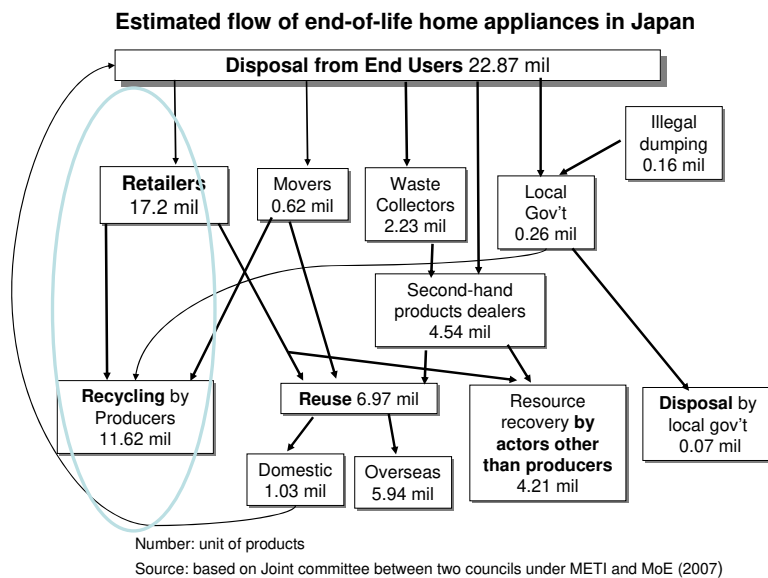 Estimated flow of end-of-life home appliances in Japan
Disposal from End Users 22.87 mil
Illegal
dumping
0.16 mil
Retailers
17.2 mil
Movers
0.62 mil
Waste
Collectors
2.23 mil
Local
Gov't
0.26 mil
Second-hand
products dealers
4.54 mil
Recycling by
Producers
11.62 mil
Reuse 6.97 mil
Resource
recovery by
actors other
than producers
4.21 mil
Disposal by
local gov't
0.07 mil
Domestic
1.03 mil
Overseas
5.94 mil
Number: unit of products
Source: based on Joint committee between two councils under METI and MoE (2007)